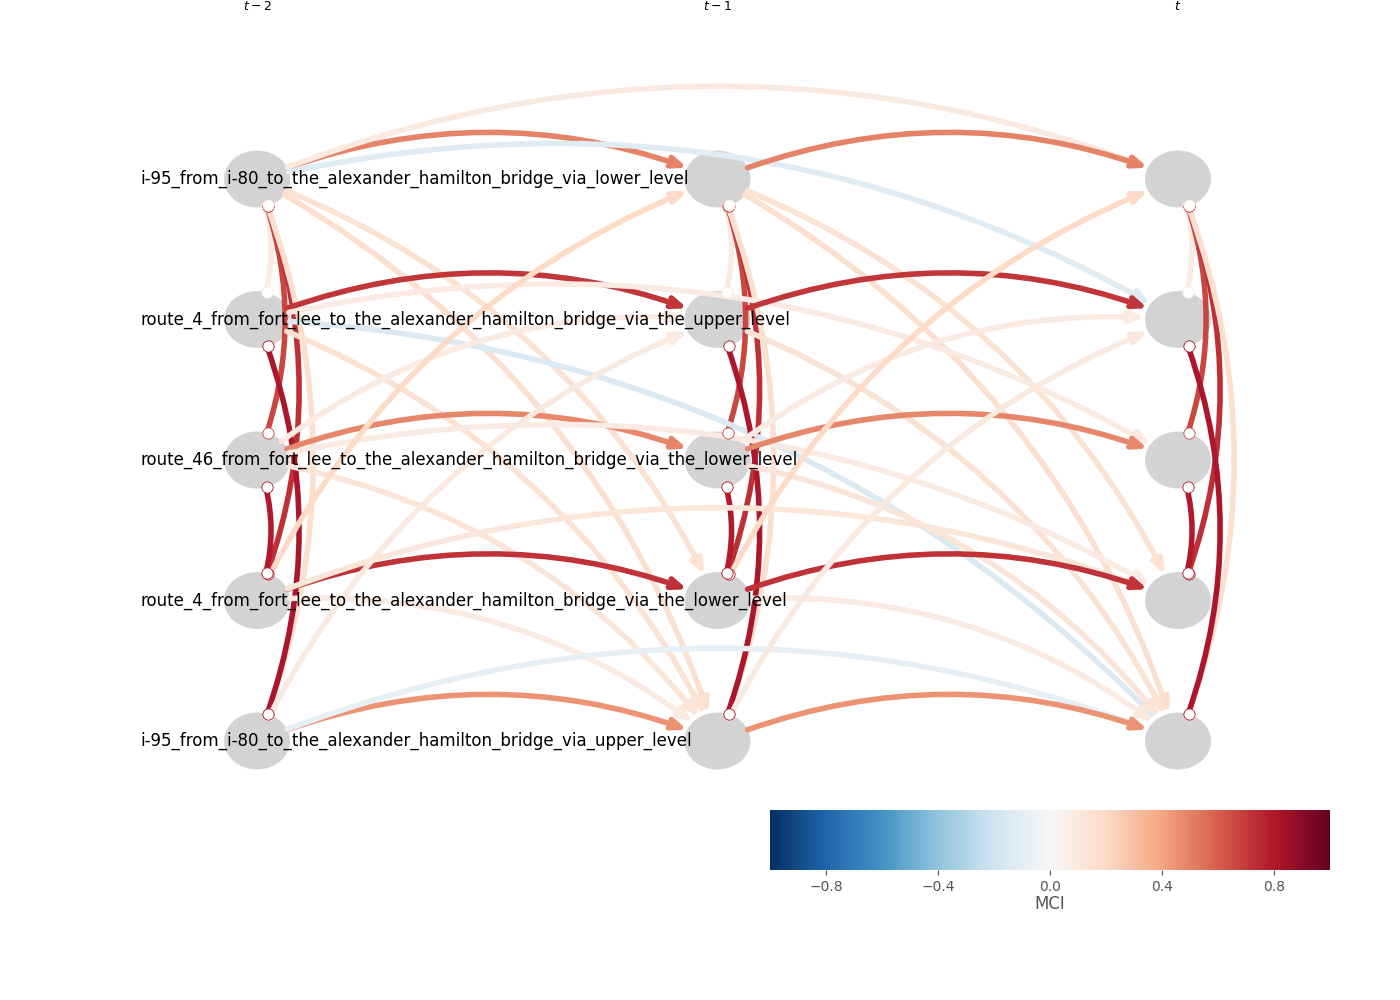 t − 2 t − 1 t
i-95_from_i-80_to_the_alexander_hamilton_bridge_via_lower_level
route_4_from_fort_lee_to_the_alexander_hamilton_bridge_via_the_upper_level
route_46_from_fort_lee_to_the_alexander_hamilton_bridge_via_the_lower_level
route_4_from_fort_lee_to_the_alexander_hamilton_bridge_via_the_lower_level
i-95_from_i-80_to_the_alexander_hamilton_bridge_via_upper_level
−0.8 −0.4 0.0 0.4 0.8
MCI